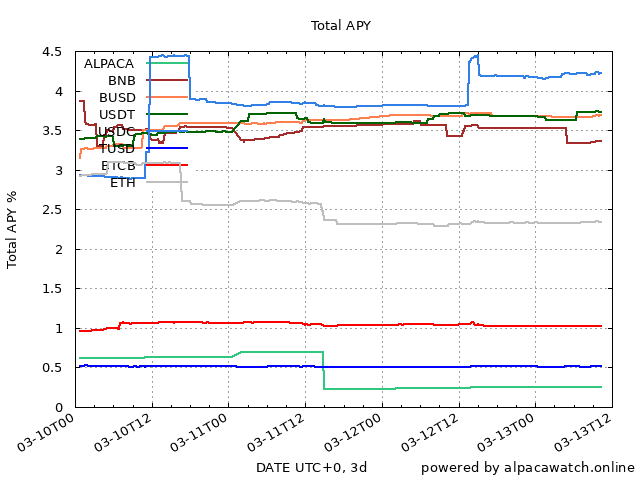 Total APY
4.5
4
3.5
3
2.5
2
1.5
1
0.5
0
Total APY %
ALPACA
BNB
BUSD
USDT
USDC
TUSD
BTCB
ETH
03-10T00
03-10T12
03-11T00
03-11T12
03-12T00
03-12T12
03-13T00
03-13T12
DATE UTC+0, 3d
powered by alpacawatch.online